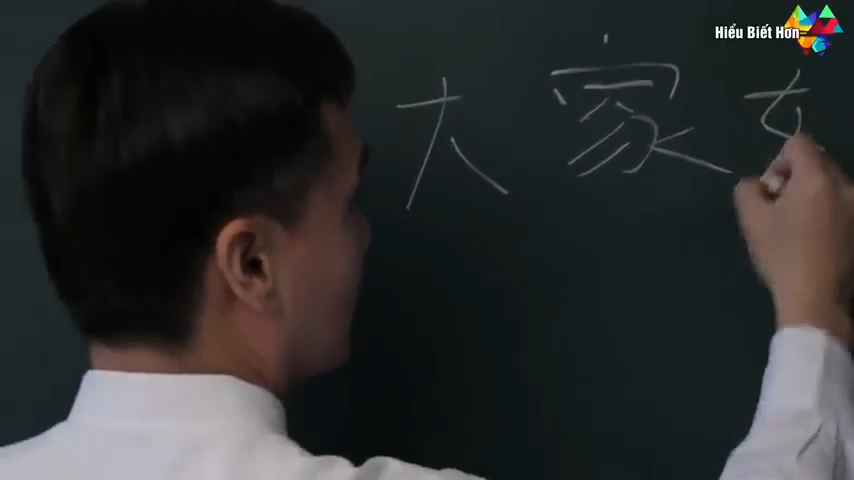 Hiểu Biết Hơn
大家